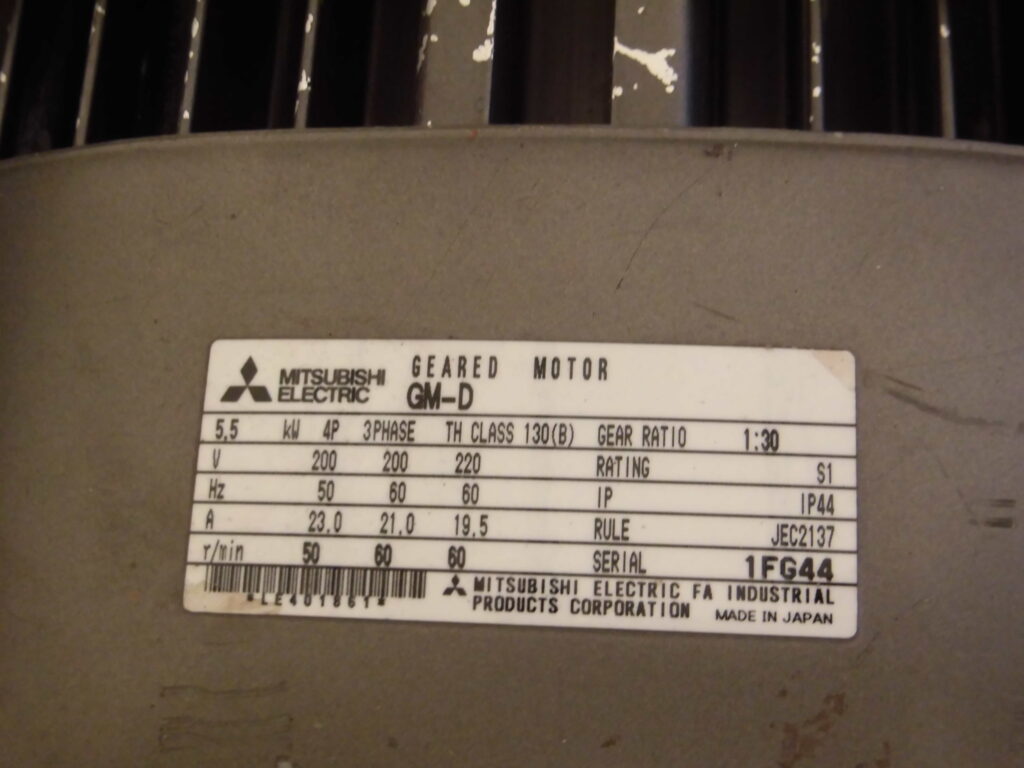 GEARED MOTOR
MITSUBISHI ELECTRIC GM-D
5.5 kW 4P 3PHASE TH CLASS 130(B) GEAR RATIO 1:30
V 200 200 220 RATING S1
Hz 50 60 60 IP IP44
A 23.0 21.0 19.5 RULE JEC2137
r/min 50 60 60 SERIAL 1FG44
*LE401861*
MITSUBISHI ELECTRIC FA INDUSTRIAL
PRODUCTS CORPORATION MADE IN JAPAN